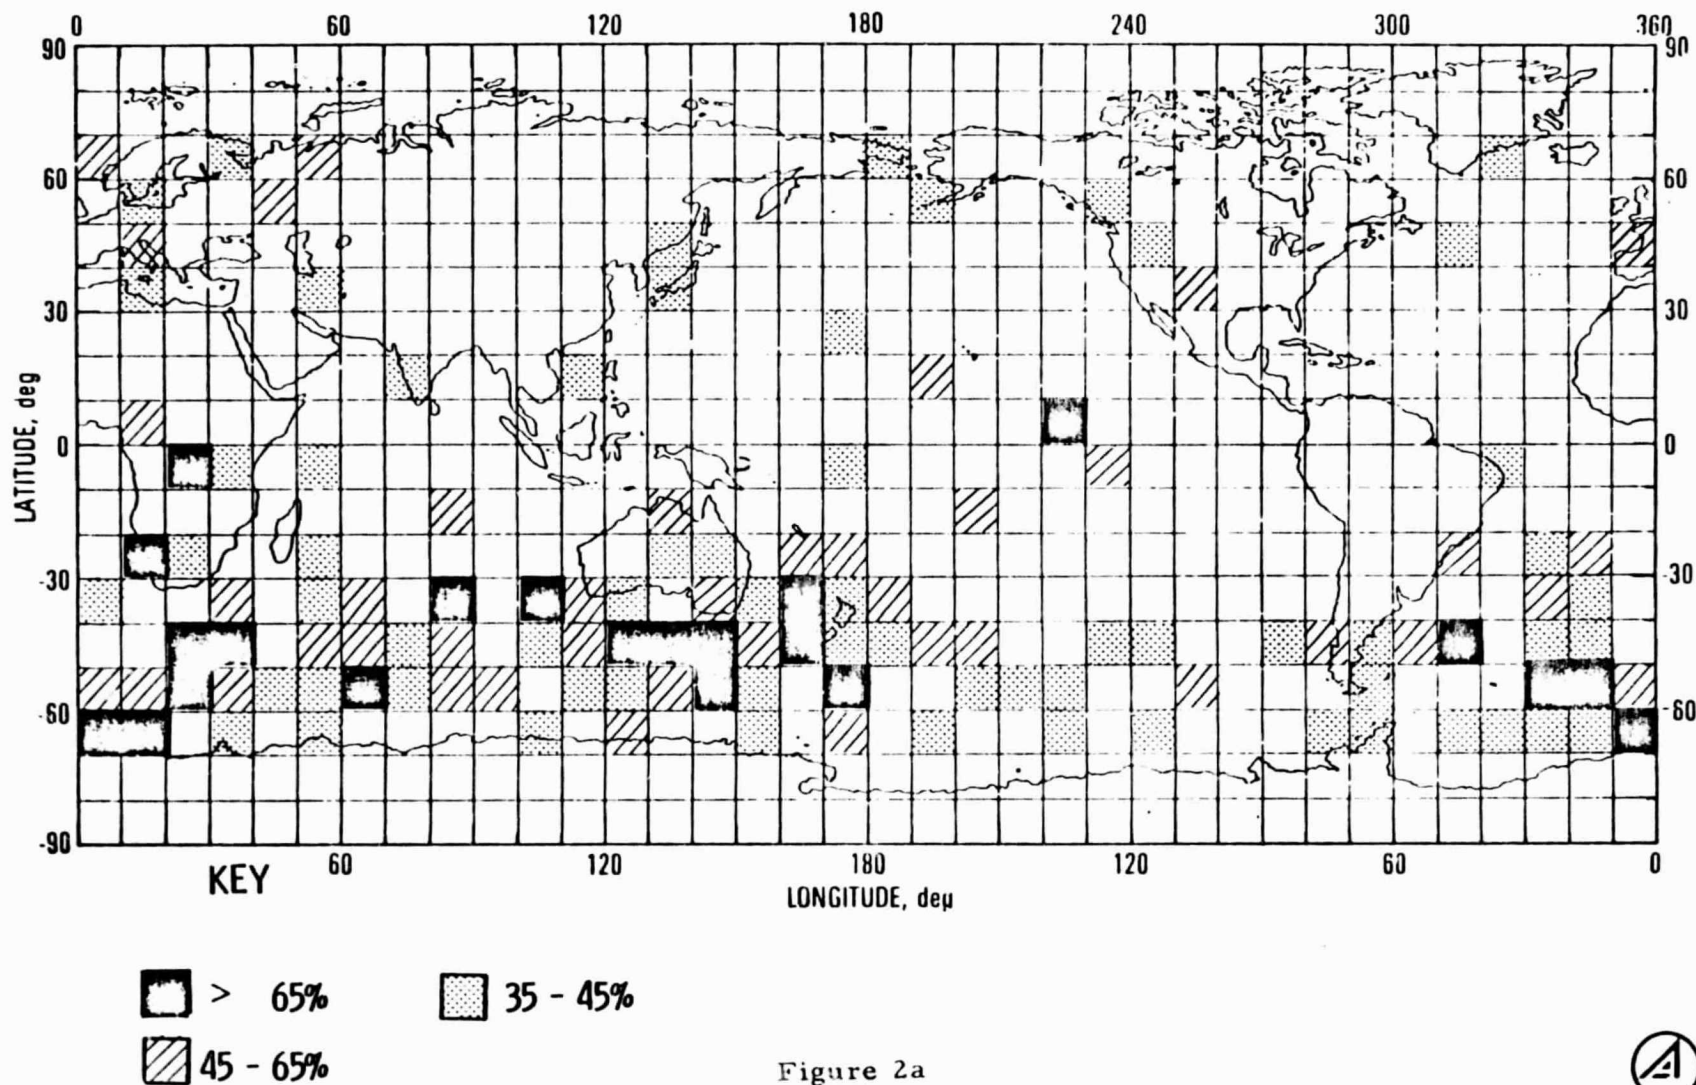 0 60 120 180 240 300 360
90 90
60 60
30 30
0 0
-30 -30
-60 -60
-90
LATITUDE, deg
60 120 180 120 60 0
KEY
LONGITUDE, deg
> 65% 35 - 45%
45 - 65%
Figure 2a
A